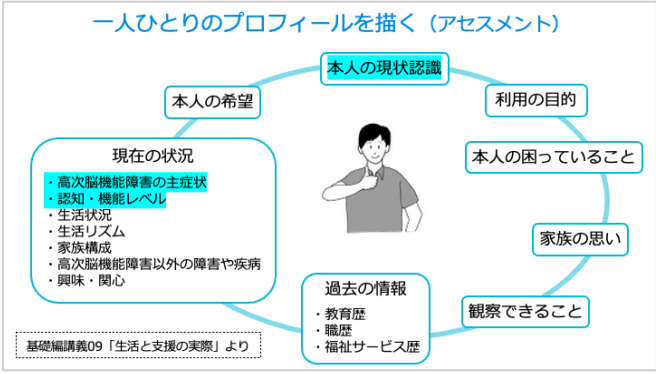 一人ひとりのプロフィールを描く（アセスメント）
本人の現状認識
本人の希望
利用の目的
現在の状況
・高次脳機能障害の主症状
・認知・機能レベル
・生活状況
・生活リズム
・家族構成
・高次脳機能障害以外の障害や疾病
・興味・関心
本人の困っていること
家族の思い
過去の情報
・教育歴
・職歴
・福祉サービス歴
観察できること
基礎編講義09「生活と支援の実際」より